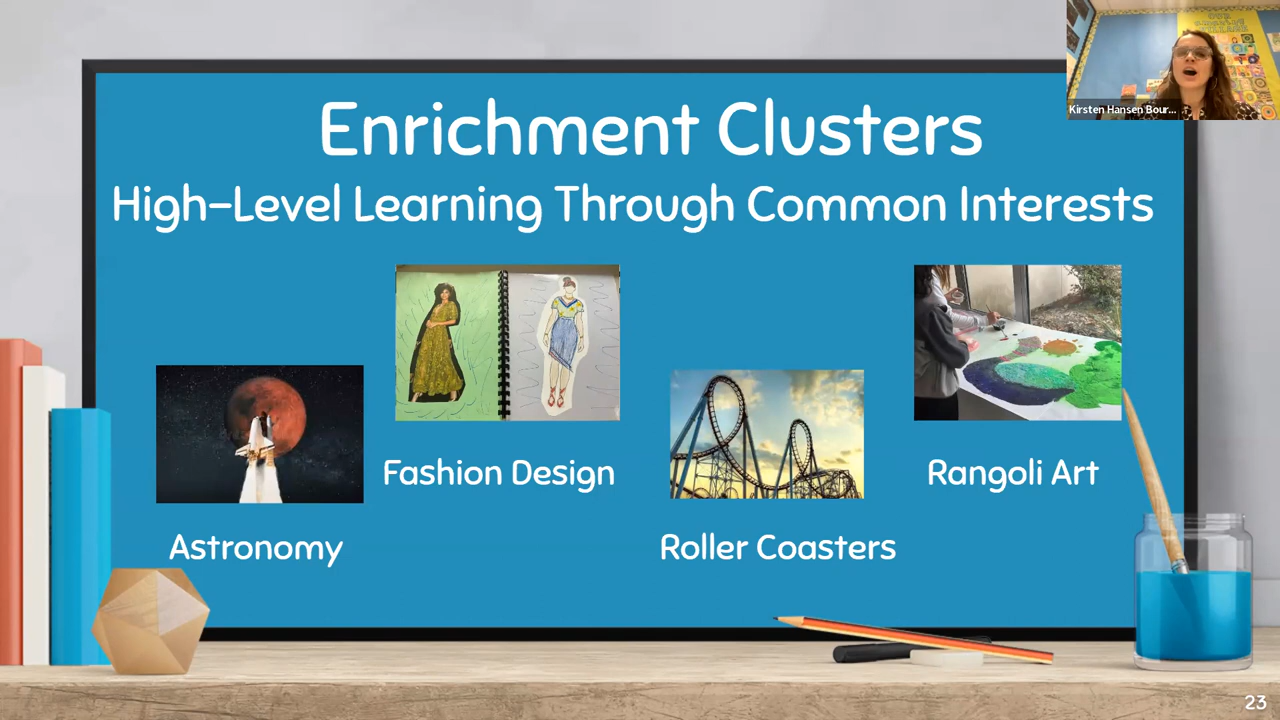 Enrichment Clusters
High-Level Learning Through Common Interests
Kirsten Hansen Bour...
Fashion Design
Rangoli Art
Astronomy
Roller Coasters
23